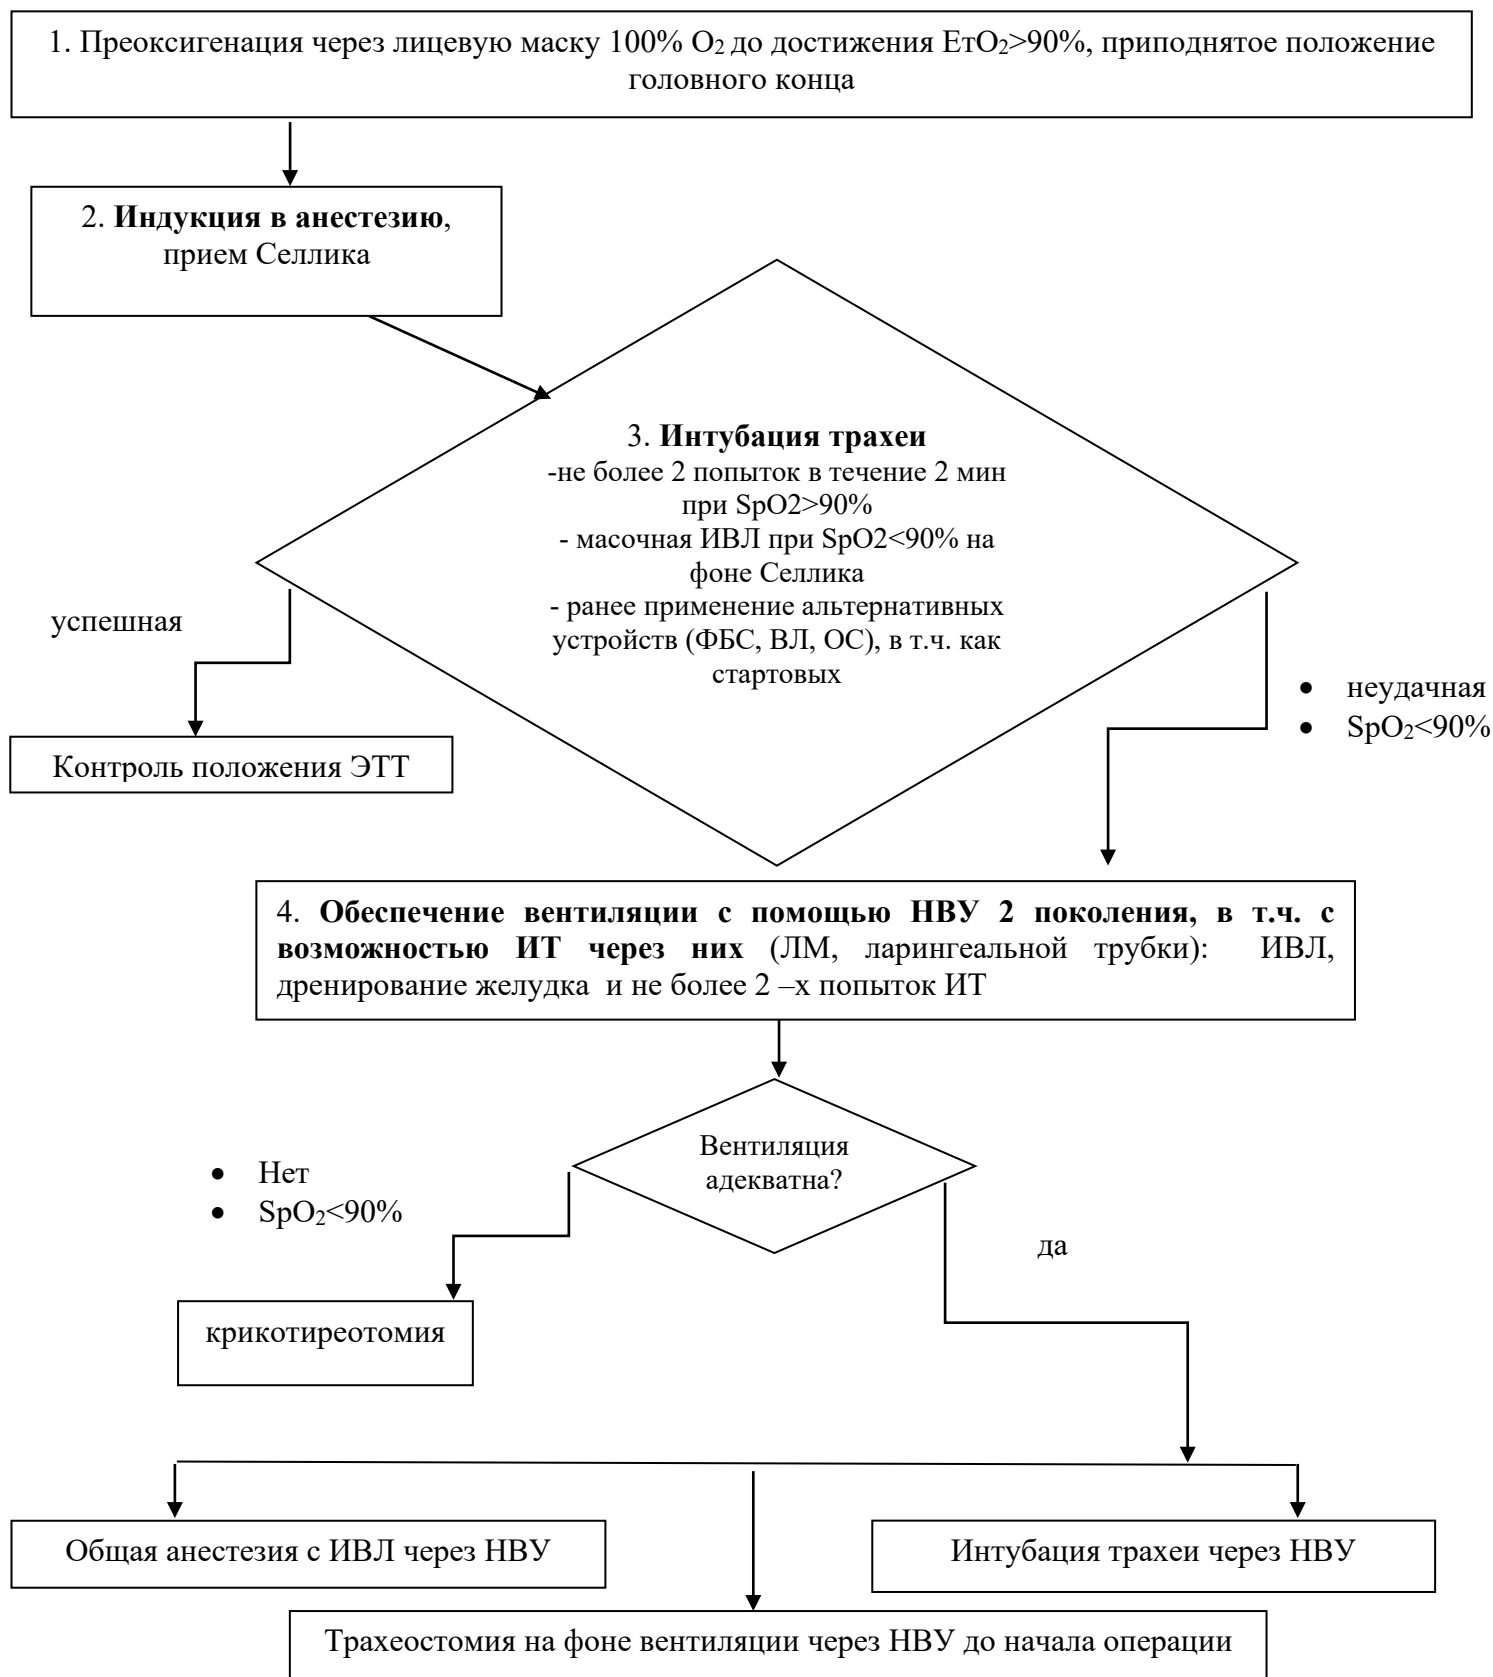 1. Преоксигенация через лицевую маску 100% O₂ до достижения ЕтO₂>90%, приподнятое положение
головного конца
2. Индукция в анестезию,
прием Селлика
3. Интубация трахеи
-не более 2 попыток в течение 2 мин
при SpO2>90%
- масочная ИВЛ при SpO2<90% на
фоне Селлика
- ранее применение альтернативных
устройств (ФБС, ВЛ, ОС), в т.ч. как
стартовых
успешная
• неудачная
• SpO₂<90%
Контроль положения ЭТТ
4. Обеспечение вентиляции с помощью НВУ 2 поколения, в т.ч. с
возможностью ИТ через них (ЛМ, ларингеальной трубки): ИВЛ,
дренирование желудка и не более 2 –х попыток ИТ
Вентиляция
адекватна?
• Нет
• SpO₂<90%
да
крикотиреотомия
Общая анестезия с ИВЛ через НВУ
Интубация трахеи через НВУ
Трахеостомия на фоне вентиляции через НВУ до начала операции